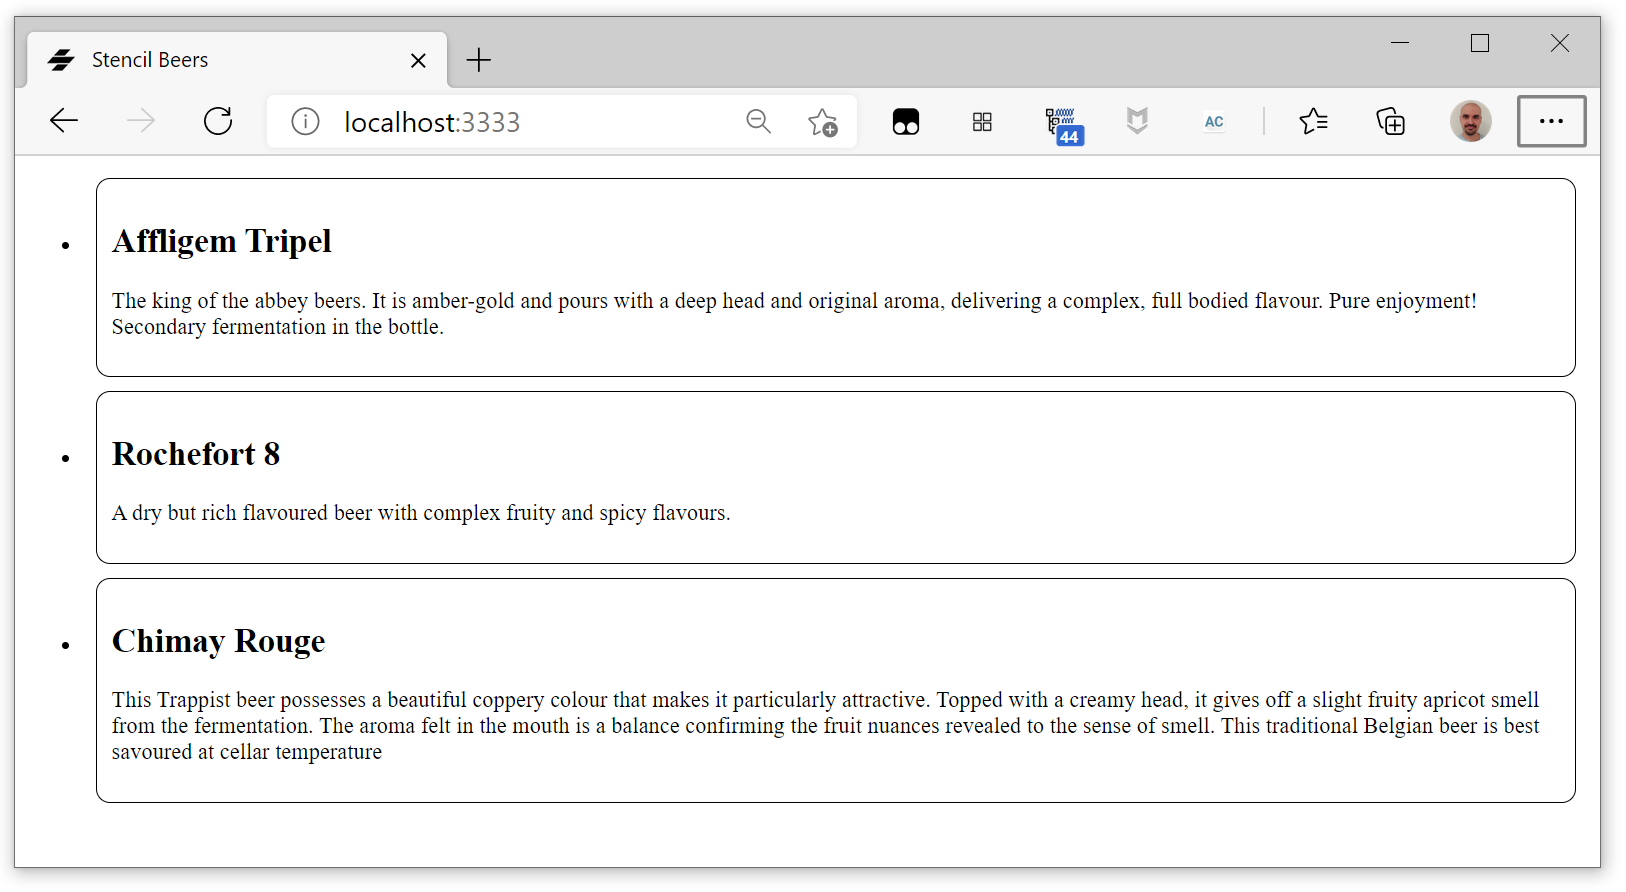 Stencil Beers
localhost:3333
44
AC
Affligem Tripel
The king of the abbey beers. It is amber-gold and pours with a deep head and original aroma, delivering a complex, full bodied flavour. Pure enjoyment!
Secondary fermentation in the bottle.
Rochefort 8
A dry but rich flavoured beer with complex fruity and spicy flavours.
Chimay Rouge
This Trappist beer possesses a beautiful coppery colour that makes it particularly attractive. Topped with a creamy head, it gives off a slight fruity apricot smell
from the fermentation. The aroma felt in the mouth is a balance confirming the fruit nuances revealed to the sense of smell. This traditional Belgian beer is best
savoured at cellar temperature